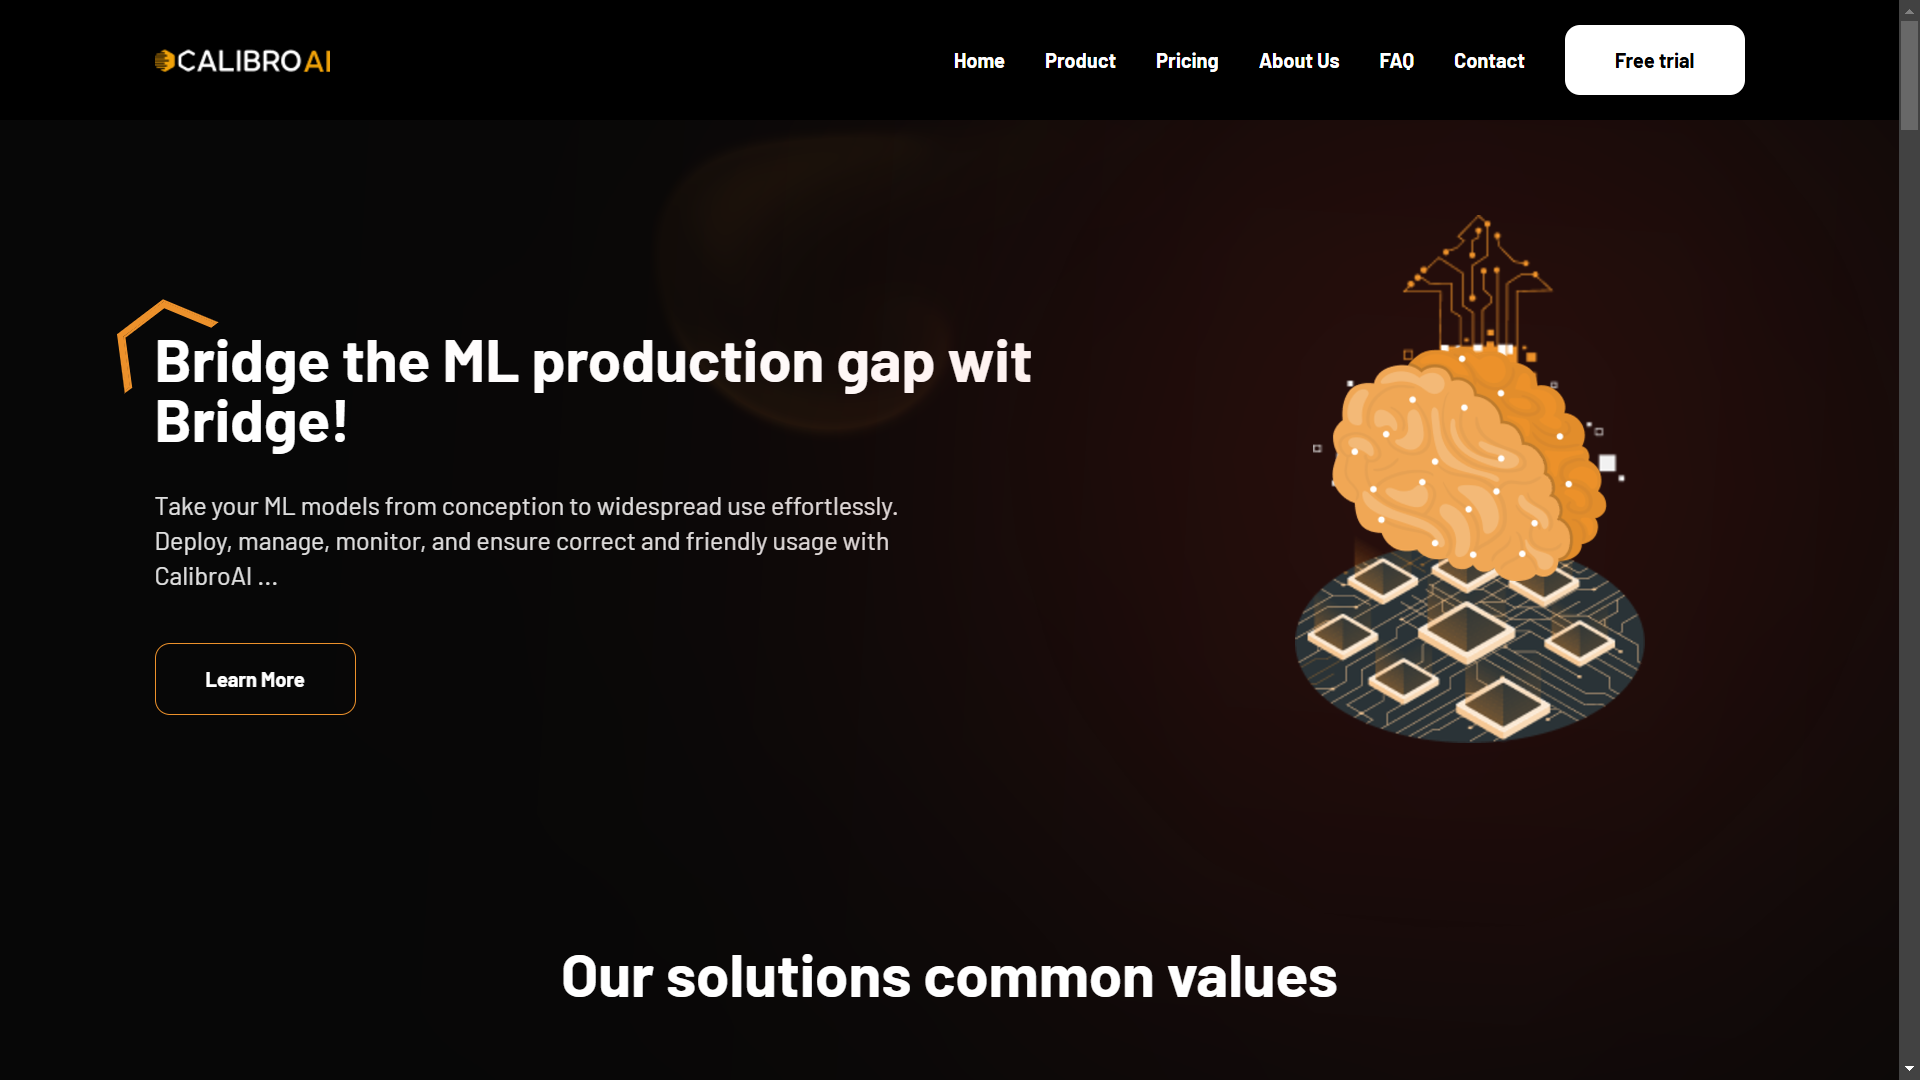 CALIBRO AI
Home
Product
Pricing
About Us
FAQ
Contact
Free trial
Bridge the ML production gap wit
Bridge!
Take your ML models from conception to widespread use effortlessly.
Deploy, manage, monitor, and ensure correct and friendly usage with
CalibroAI ...
Learn More
Our solutions common values